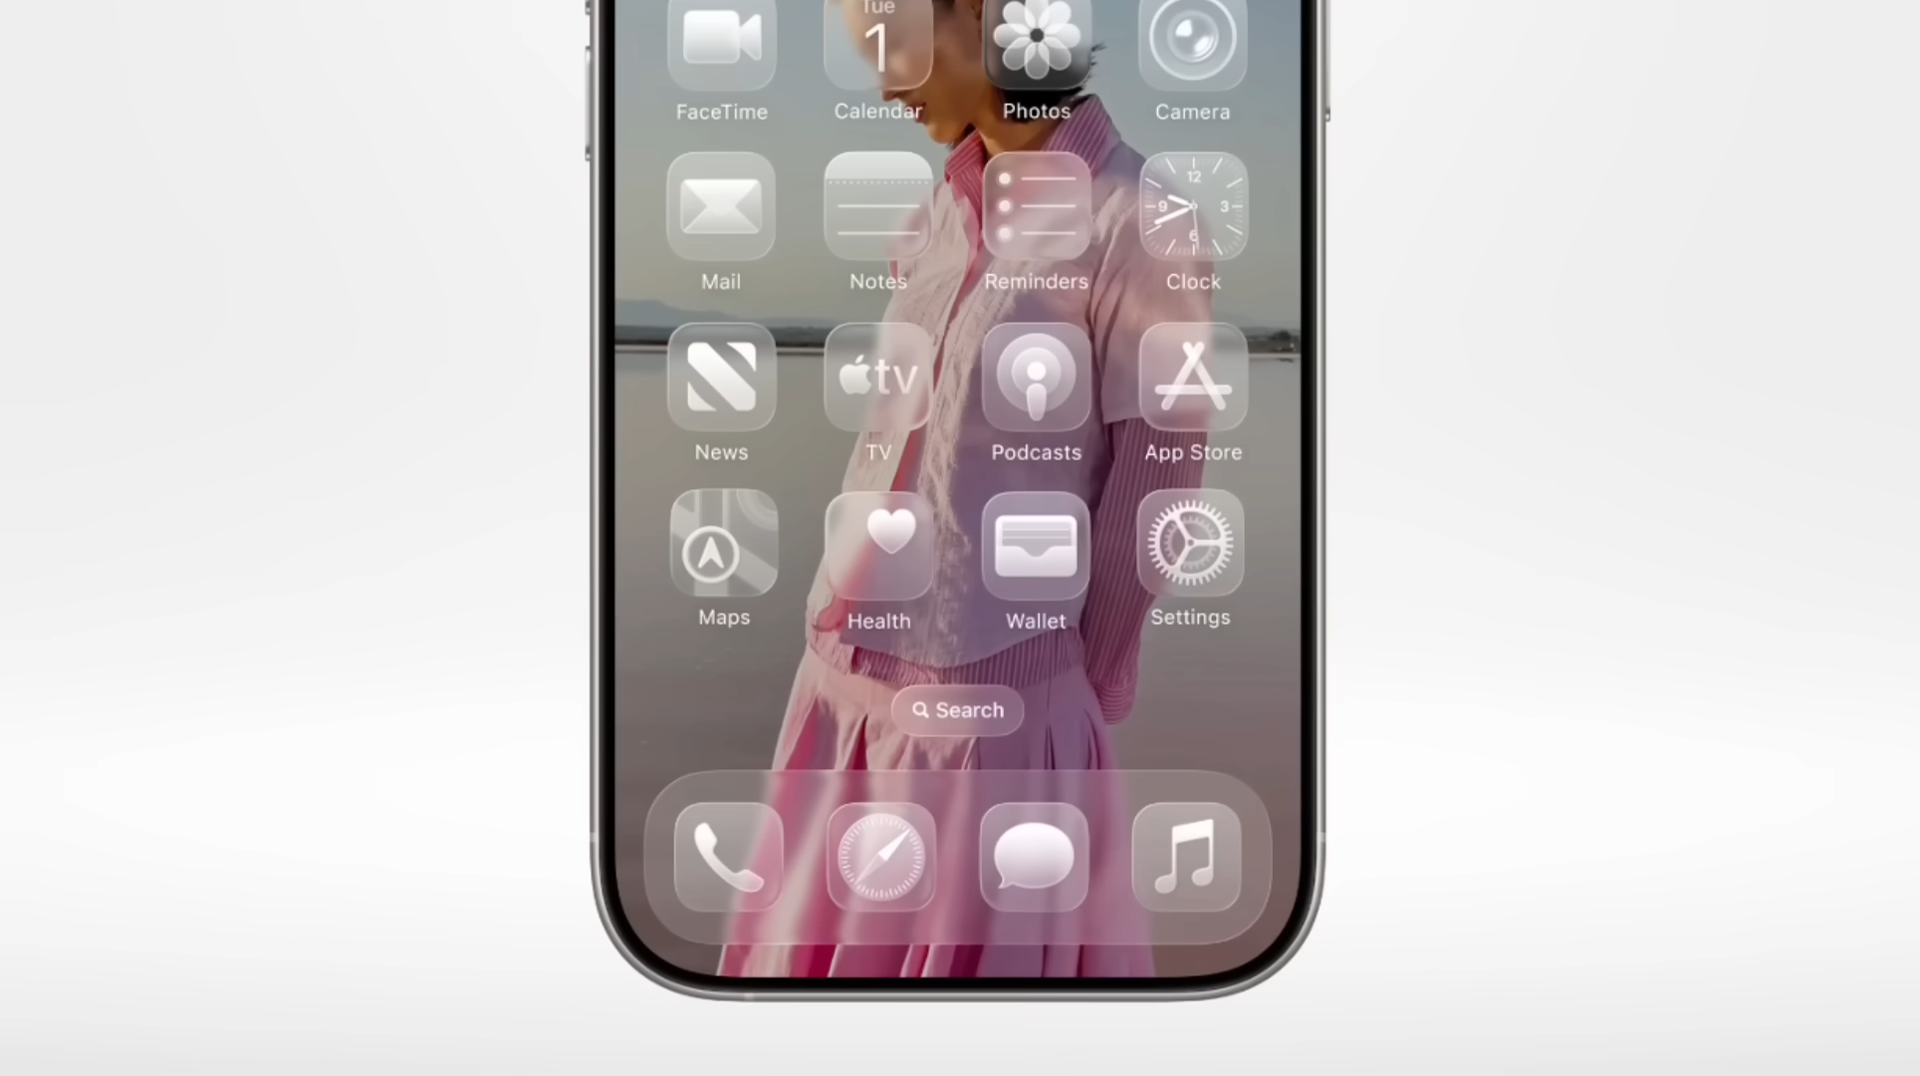 Tue
1
FaceTime
Calendar
Photos
Camera
12
9
3
6
Mail
Notes
Reminders
Clock
tv
News
TV
Podcasts
App Store
Maps
Health
Wallet
Settings
Search